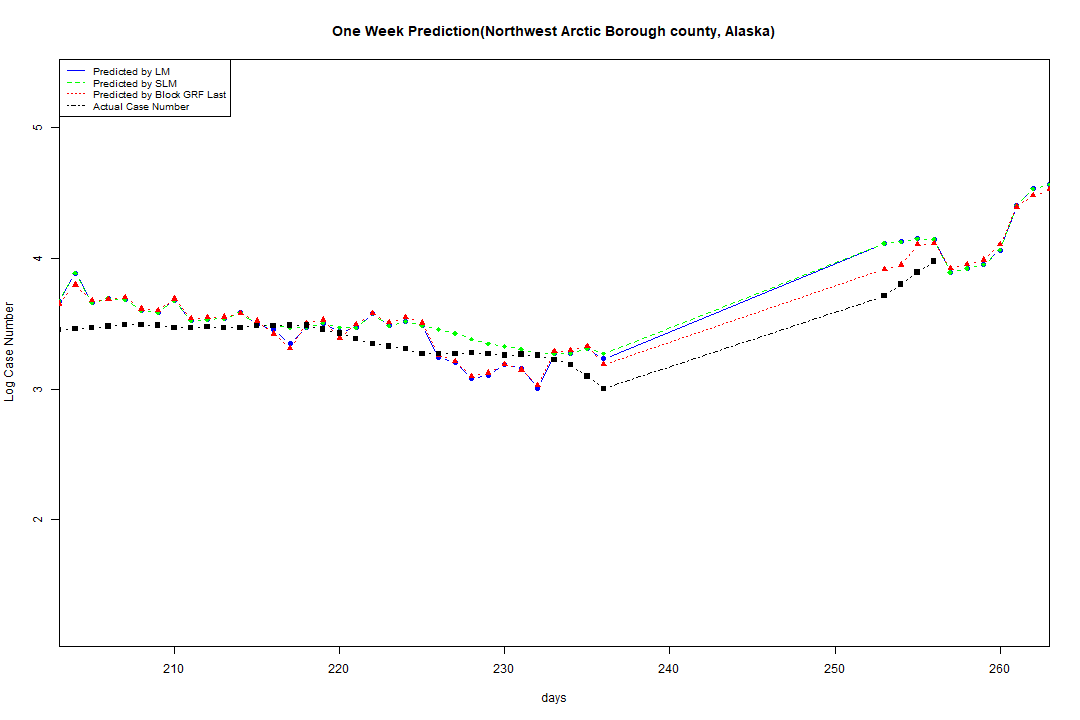 One Week Prediction(Northwest Arctic Borough county, Alaska)
Predicted by LM
Predicted by SLM
Predicted by Block GRF Last
Actual Case Number
5
4
3
2
Log Case Number
210
220
230
240
250
260
days